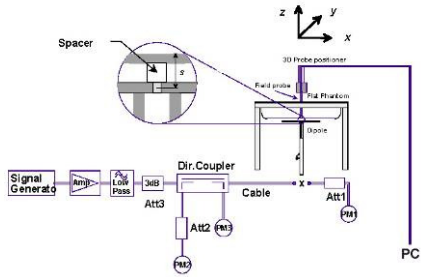 z
y
x
Spacer
s
3D Probe positioner
Field probe
Flat Phantom
Dipole
Dir.Coupler
Signal
Generato
Amp
Low
Pass
3dB
Cable
x
Att1
Att3
Att2
PM3
PM1
PM2
PC